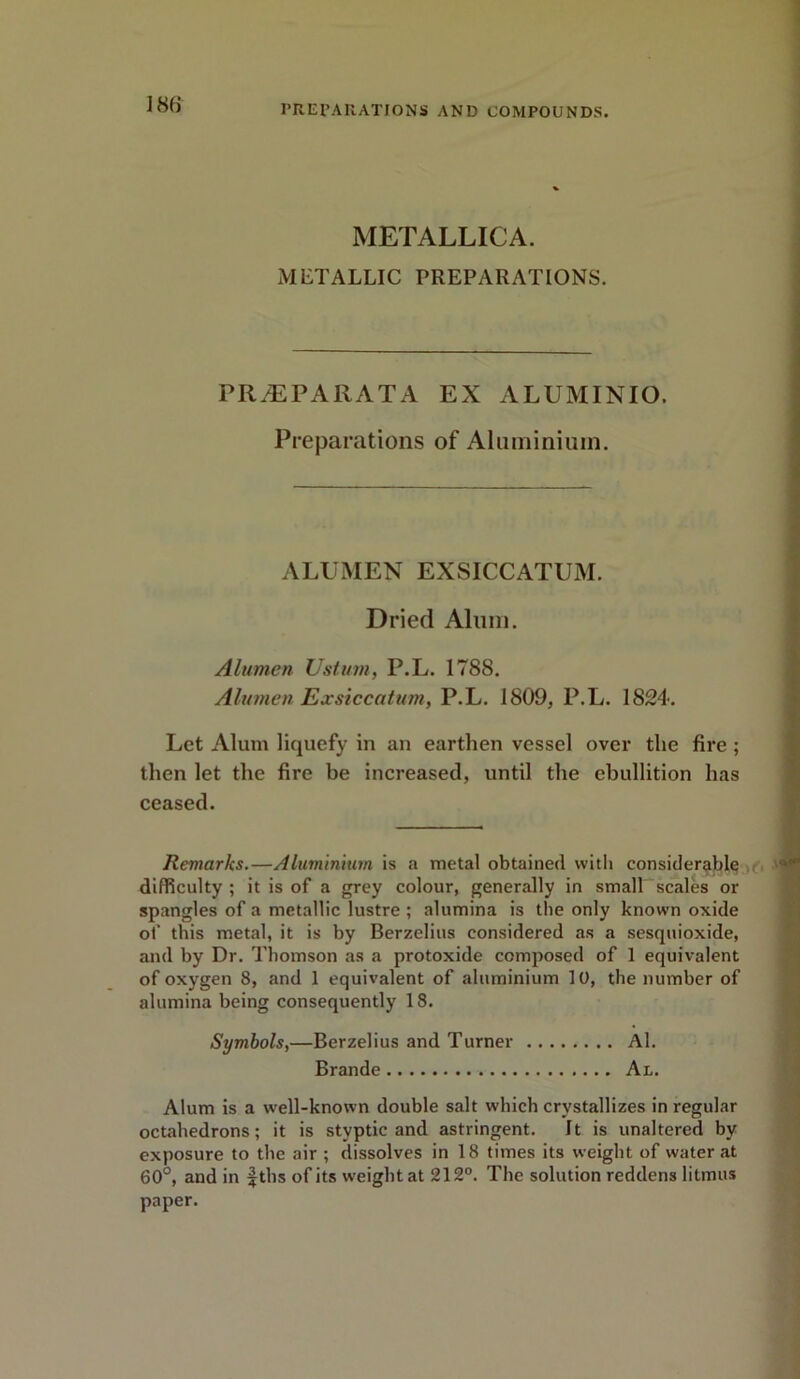 186
PREPARATIONS AND COMPOUNDS.
METALLICA.
METALLIC PREPARATIONS.
PRÆPARATA EX ALUMINIO.
Preparations of Aluminium.
ALUMEN EXSICCATUM.
Dried Alum.
Alumen Ustum, P.L. 1788.
Alumen Exsiccatum, P.L. 1809, P.L. 1824.
Let Alum liquefy in an earthen vessel over the fire ;
then let the fire be increased, until the ebullition has
ceased.
Remarks.—Aluminium is a metal obtained with considerable
difficulty ; it is of a grey colour, generally in small scales or
spangles of a metallic lustre ; alumina is the only known oxide
of this metal, it is by Berzelius considered as a sesquioxide,
and by Dr. Thomson as a protoxide composed of 1 equivalent
of oxygen 8, and 1 equivalent of aluminium 10, the number of
alumina being consequently 18.
Symbols,—Berzelius and Turner ........ Al.
Brande ...................... AL.
Alum is a well-known double salt which crystallizes in regular
octahedrons; it is styptic and astringent. It is unaltered by
exposure to the air ; dissolves in 18 times its weight of water at
60°, and in ¾ths of its weight at 212°. The solution reddens litmus
paper.